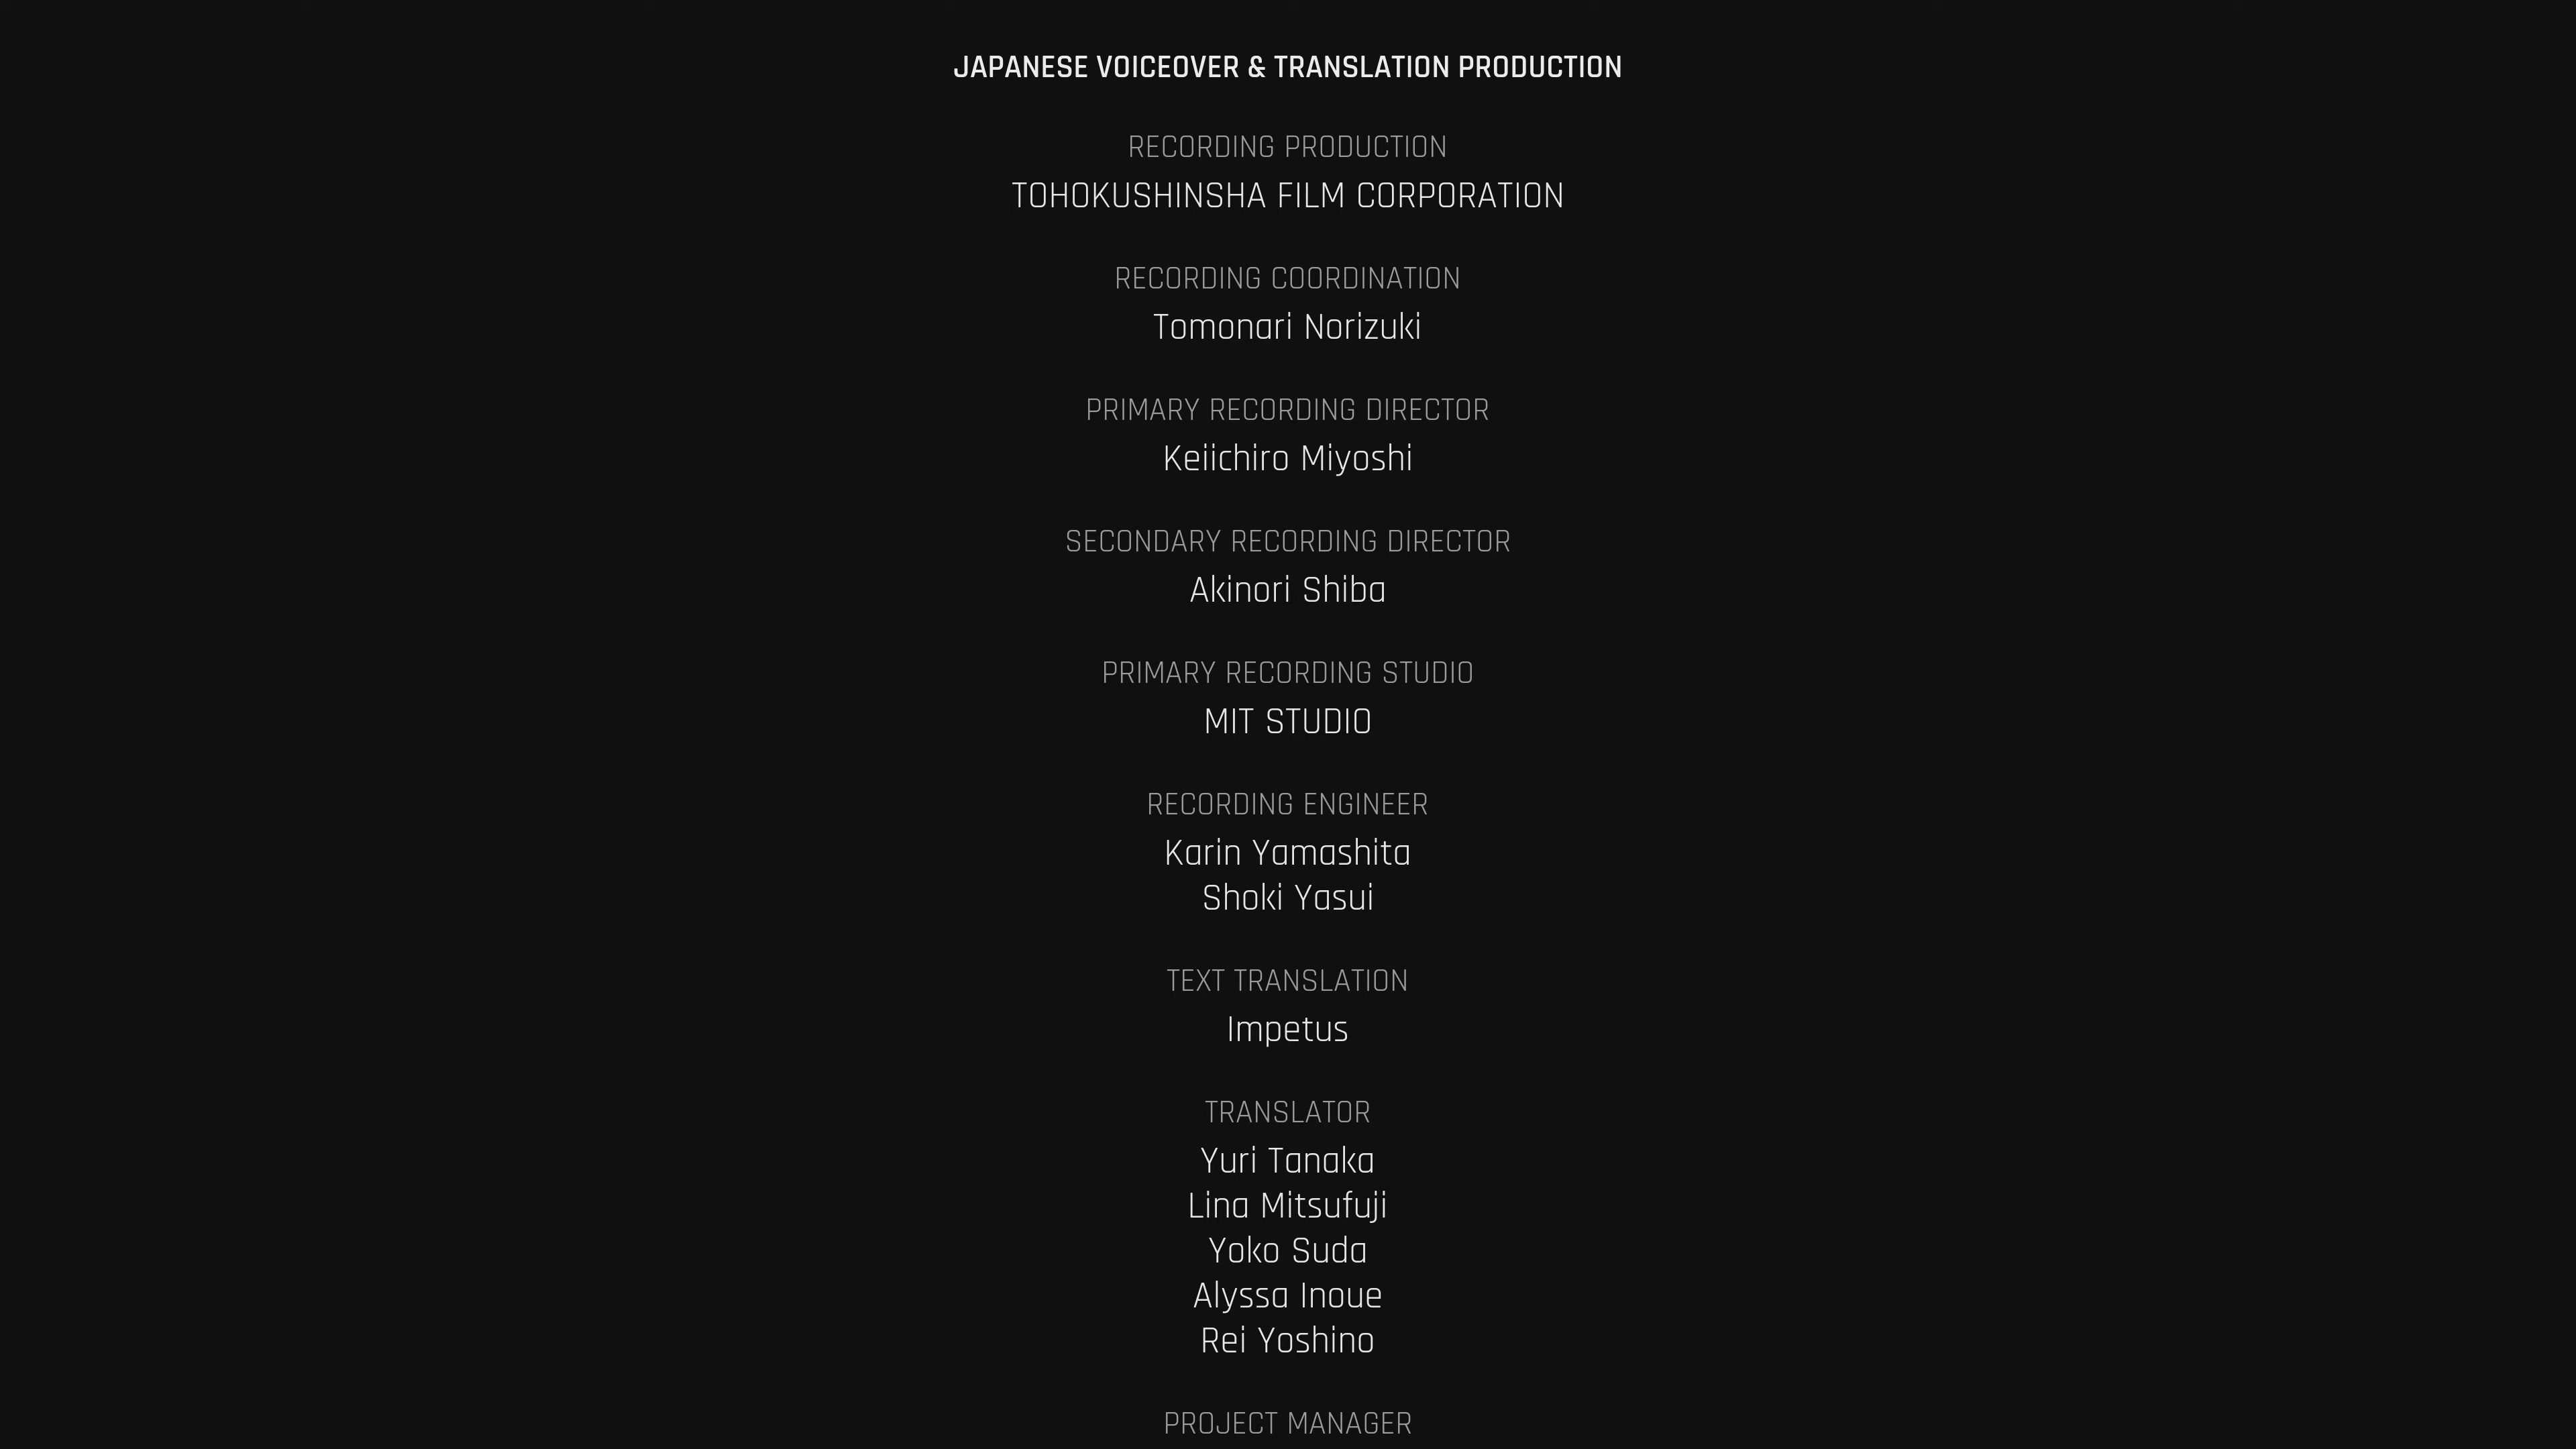 JAPANESE VOICEOVER & TRANSLATION PRODUCTION
RECORDING PRODUCTION
TOHOKUSHINSHA FILM CORPORATION
RECORDING COORDINATION
Tomonari Norizuki
PRIMARY RECORDING DIRECTOR
Keiichiro Miyoshi
SECONDARY RECORDING DIRECTOR
Akinori Shiba
PRIMARY RECORDING STUDIO
MIT STUDIO
RECORDING ENGINEER
Karin Yamashita
Shoki Yasui
TEXT TRANSLATION
Impetus
TRANSLATOR
Yuri Tanaka
Lina Mitsufuji
Yoko Suda
Alyssa Inoue
Rei Yoshino
PROJECT MANAGER